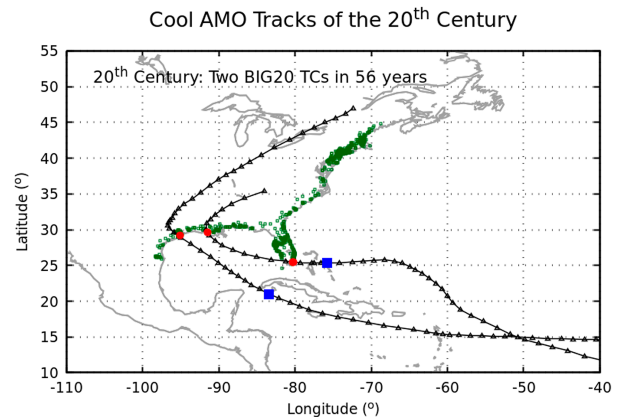 Cool AMO Tracks of the 20th Century
20th Century: Two BIG20 TCs in 56 years
55
50
45
40
35
30
25
20
15
10
Latitude (o)
-110 -100 -90 -80 -70 -60 -50 -40
Longitude (o)